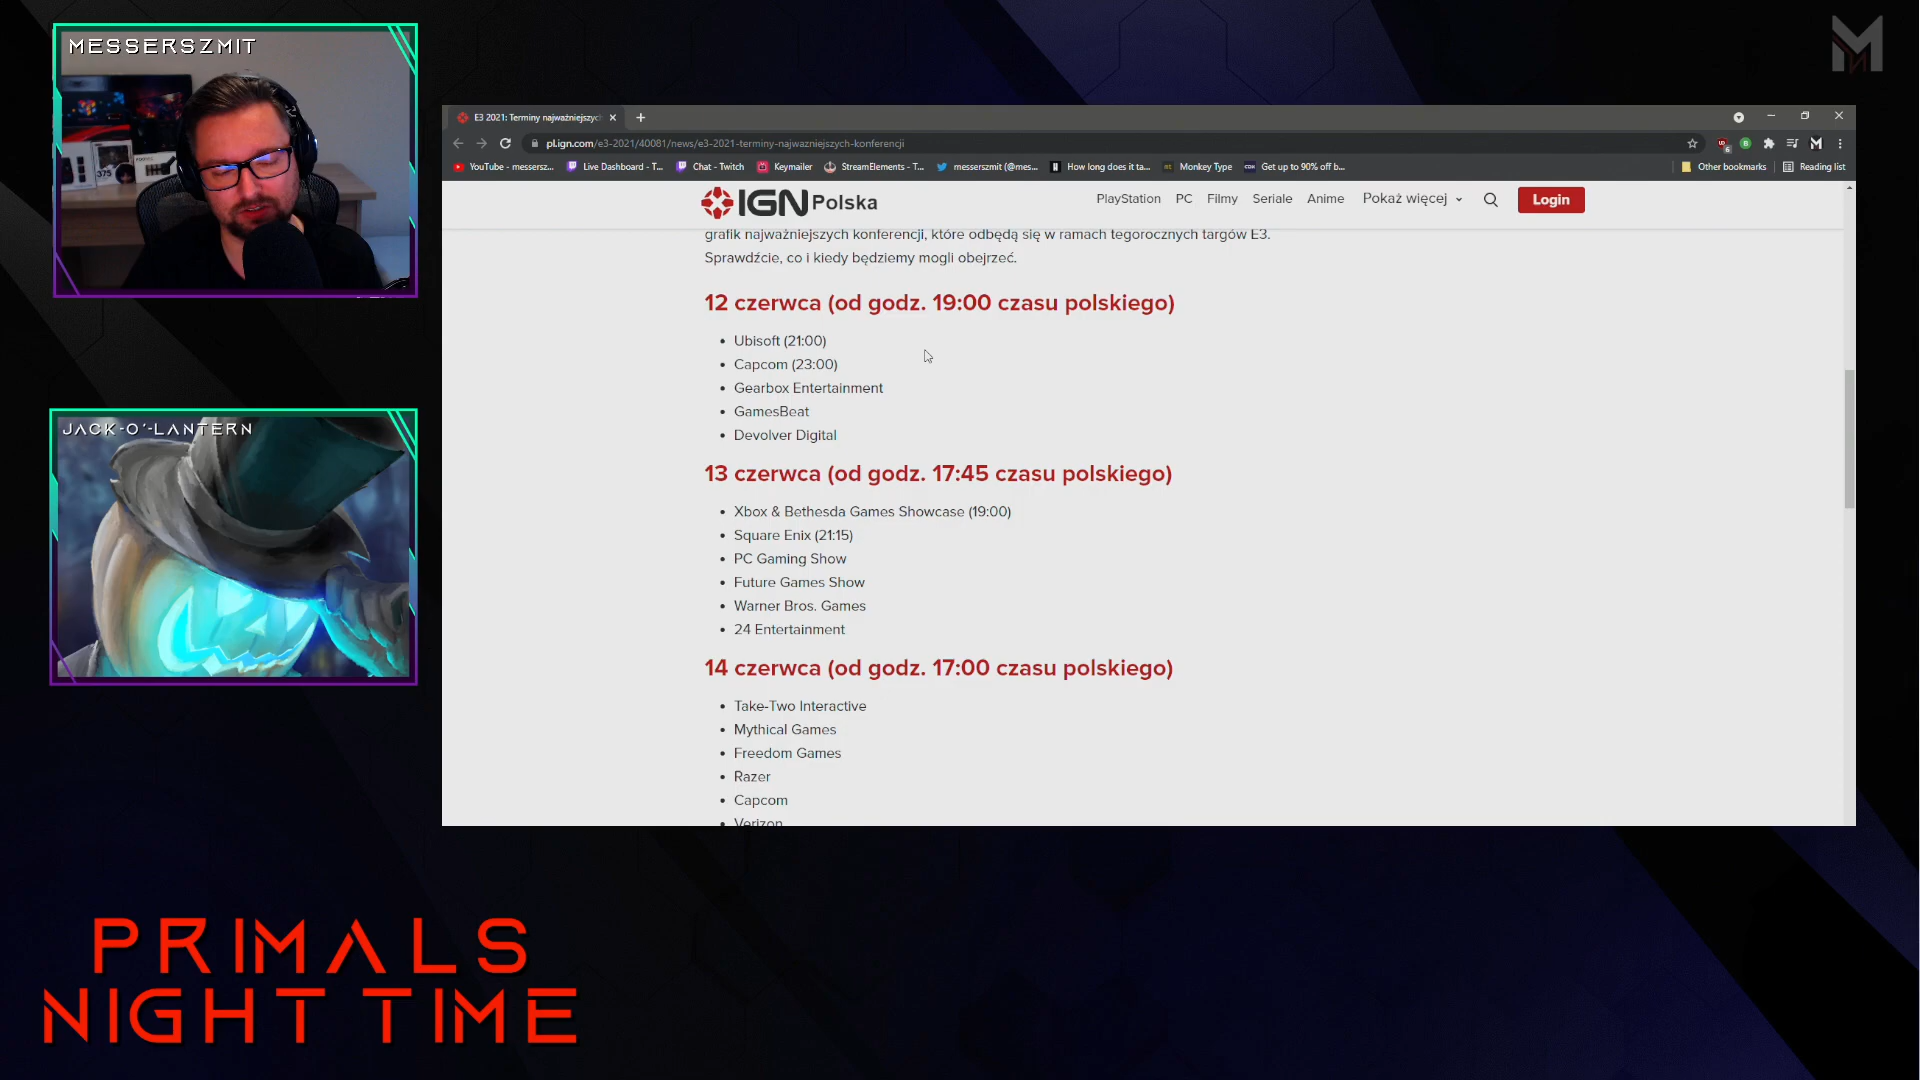 MESSERSZMIT
JACK-O'-LANTERN
PRIMALS
NIGHT TIME
E3 2021: Terminy najważniejszyc
pl.ign.com/e3-2021/40081/news/e3-2021-terminy-najwazniejszych-konferencji
YouTube - messersz...
Live Dashboard - T...
Chat - Twitch
Keymailer
StreamElements - T...
messerszmit (@mes...
How long does it ta...
Monkey Type
Get up to 90% off b...
Other bookmarks
Reading list
IGN Polska
PlayStation
PC
Filmy
Seriale
Anime
Pokaż więcej
Login
grafik najważniejszych konferencji, które odbędą się w ramach tegorocznych targów E3.
Sprawdźcie, co i kiedy będziemy mogli obejrzeć.
12 czerwca (od godz. 19:00 czasu polskiego)
• Ubisoft (21:00)
• Capcom (23:00)
• Gearbox Entertainment
• GamesBeat
• Devolver Digital
13 czerwca (od godz. 17:45 czasu polskiego)
• Xbox & Bethesda Games Showcase (19:00)
• Square Enix (21:15)
• PC Gaming Show
• Future Games Show
• Warner Bros. Games
• 24 Entertainment
14 czerwca (od godz. 17:00 czasu polskiego)
• Take-Two Interactive
• Mythical Games
• Freedom Games
• Razer
• Capcom
• Verizon